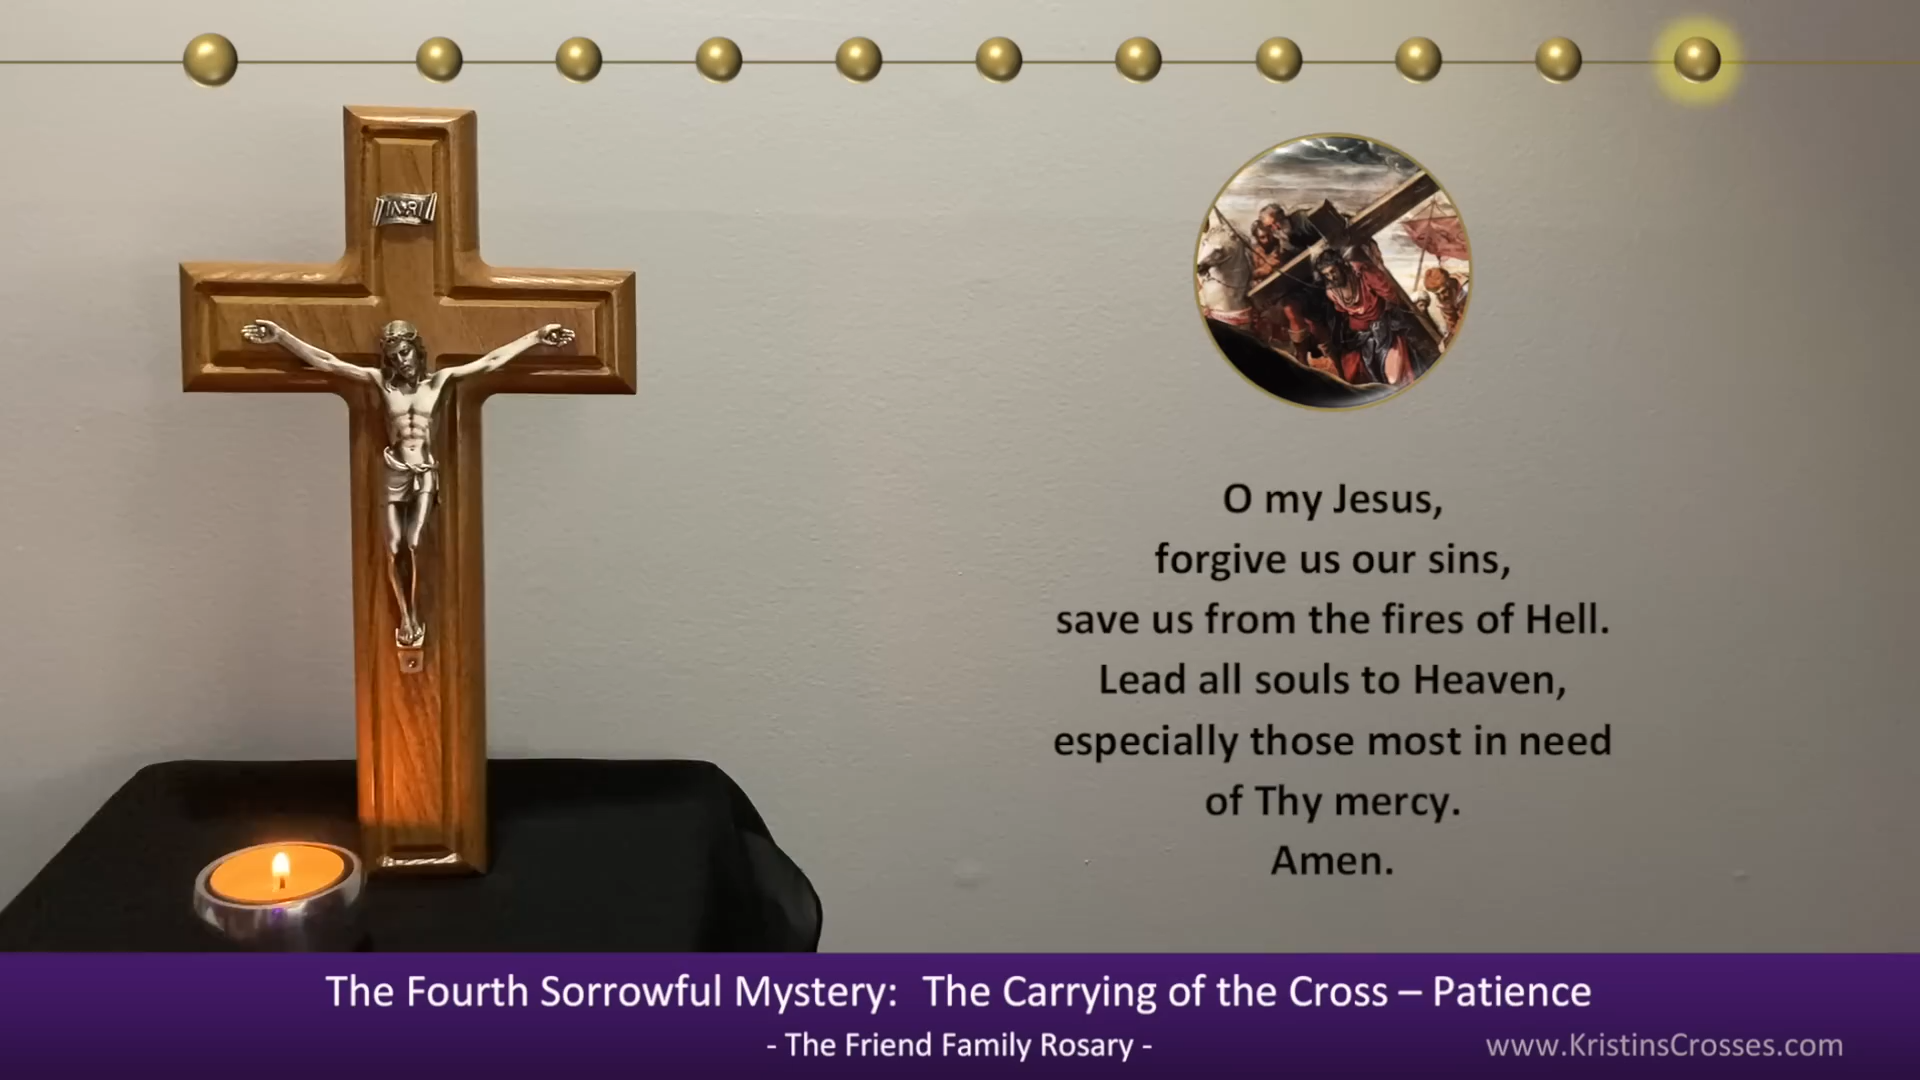 INRI
O my Jesus,
forgive us our sins,
save us from the fires of Hell.
Lead all souls to Heaven,
especially those most in need
of Thy mercy.
Amen.
The Fourth Sorrowful Mystery:  The Carrying of the Cross – Patience
- The Friend Family Rosary -
www.KristinsCrosses.com